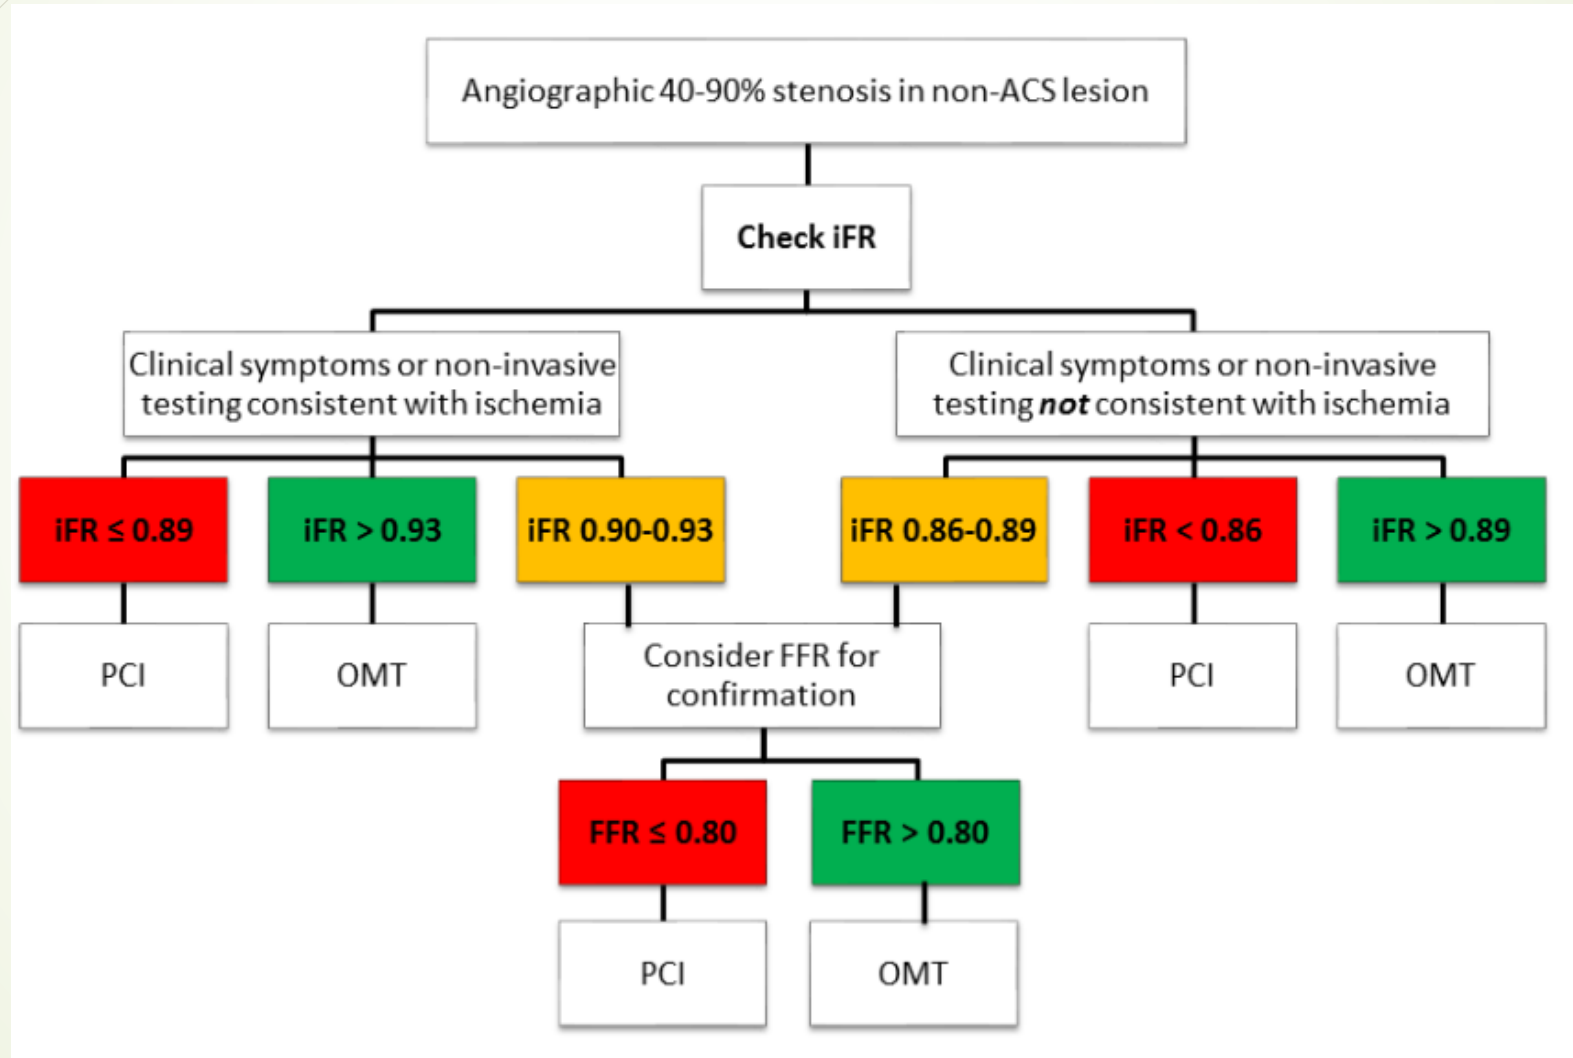 Angiographic 40-90% stenosis in non-ACS lesion
Check iFR
Clinical symptoms or non-invasive
testing consistent with ischemia
Clinical symptoms or non-invasive
testing not consistent with ischemia
iFR ≤ 0.89
iFR > 0.93
iFR 0.90-0.93
iFR 0.86-0.89
iFR < 0.86
iFR > 0.89
PCI
OMT
Consider FFR for
confirmation
PCI
OMT
FFR ≤ 0.80
FFR > 0.80
PCI
OMT